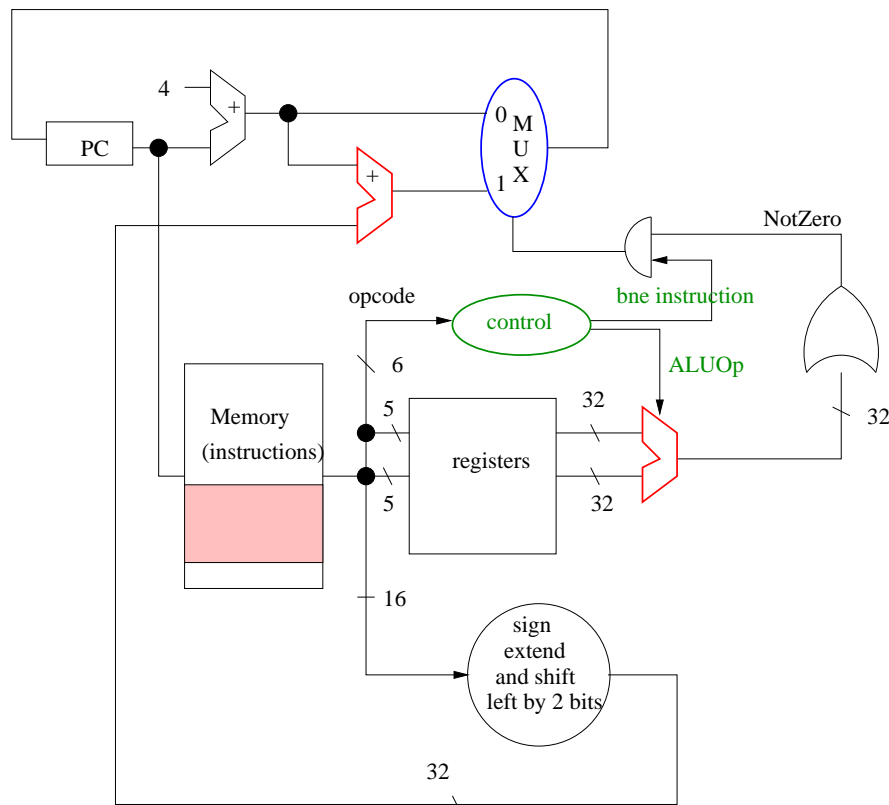 4
+
0
M
U
X
PC
+
1
NotZero
opcode
bne instruction
control
6
ALUOp
5
32
32
Memory
(instructions)
registers
5
32
16
sign
extend
and shift
left by 2 bits
32